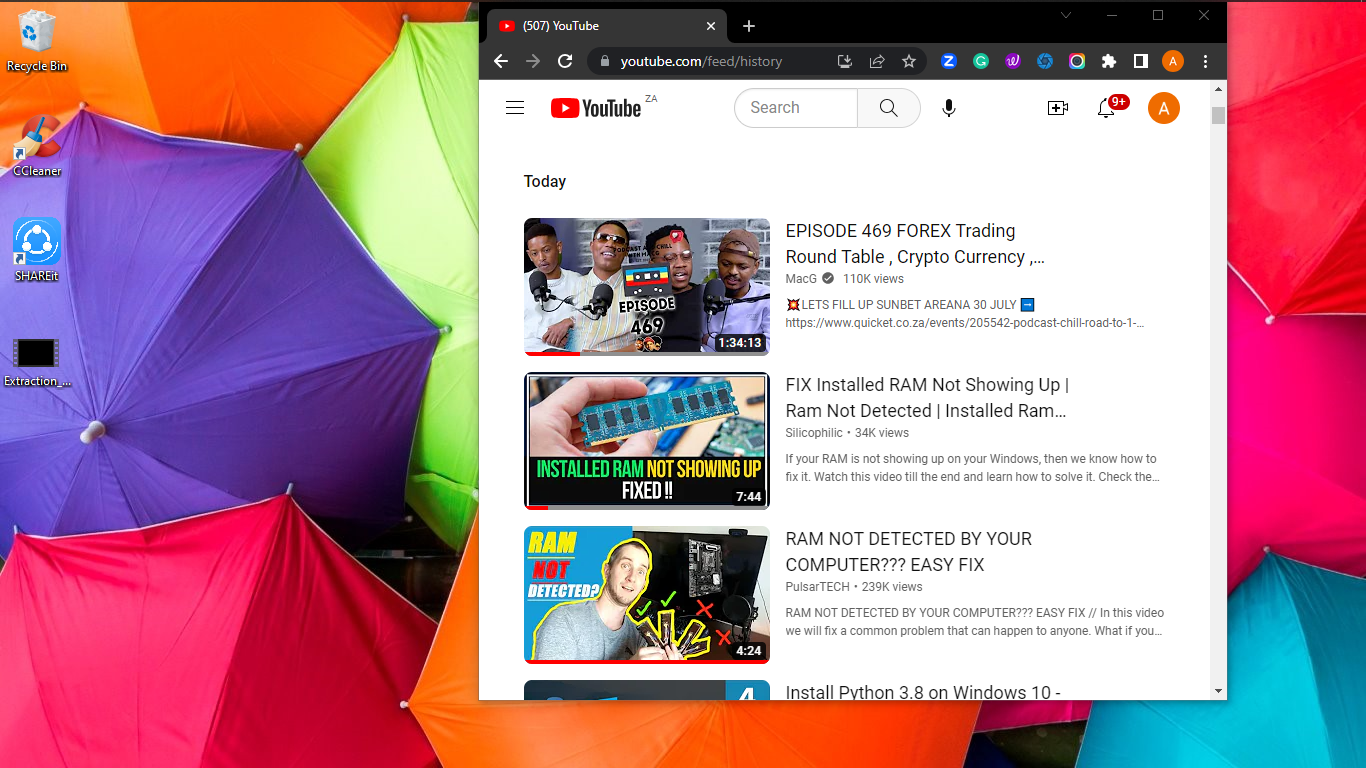 Recycle Bin
CCleaner
SHAREit
Extraction_...
(507) YouTube
youtube.com/feed/history
A
YouTube ZA
Search
9+
A
Today
PODCAST AND CHILL
WITH MACG
EPISODE
469
1:34:13
EPISODE 469 FOREX Trading
Round Table , Crypto Currency ,...
MacG 110K views
💥LETS FILL UP SUNBET AREANA 30 JULY ➡️
https://www.quicket.co.za/events/205542-podcast-chill-road-to-1-...
INSTALLED RAM NOT SHOWING UP
FIXED !!
7:44
FIX Installed RAM Not Showing Up |
Ram Not Detected | Installed Ram...
Silicophilic • 34K views
If your RAM is not showing up on your Windows, then we know how to
fix it. Watch this video till the end and learn how to solve it. Check the...
RAM
NOT
DETECTED?
4:24
RAM NOT DETECTED BY YOUR
COMPUTER??? EASY FIX
PulsarTECH • 239K views
RAM NOT DETECTED BY YOUR COMPUTER??? EASY FIX // In this video
we will fix a common problem that can happen to anyone. What if you...
4
Install Python 3.8 on Windows 10 -